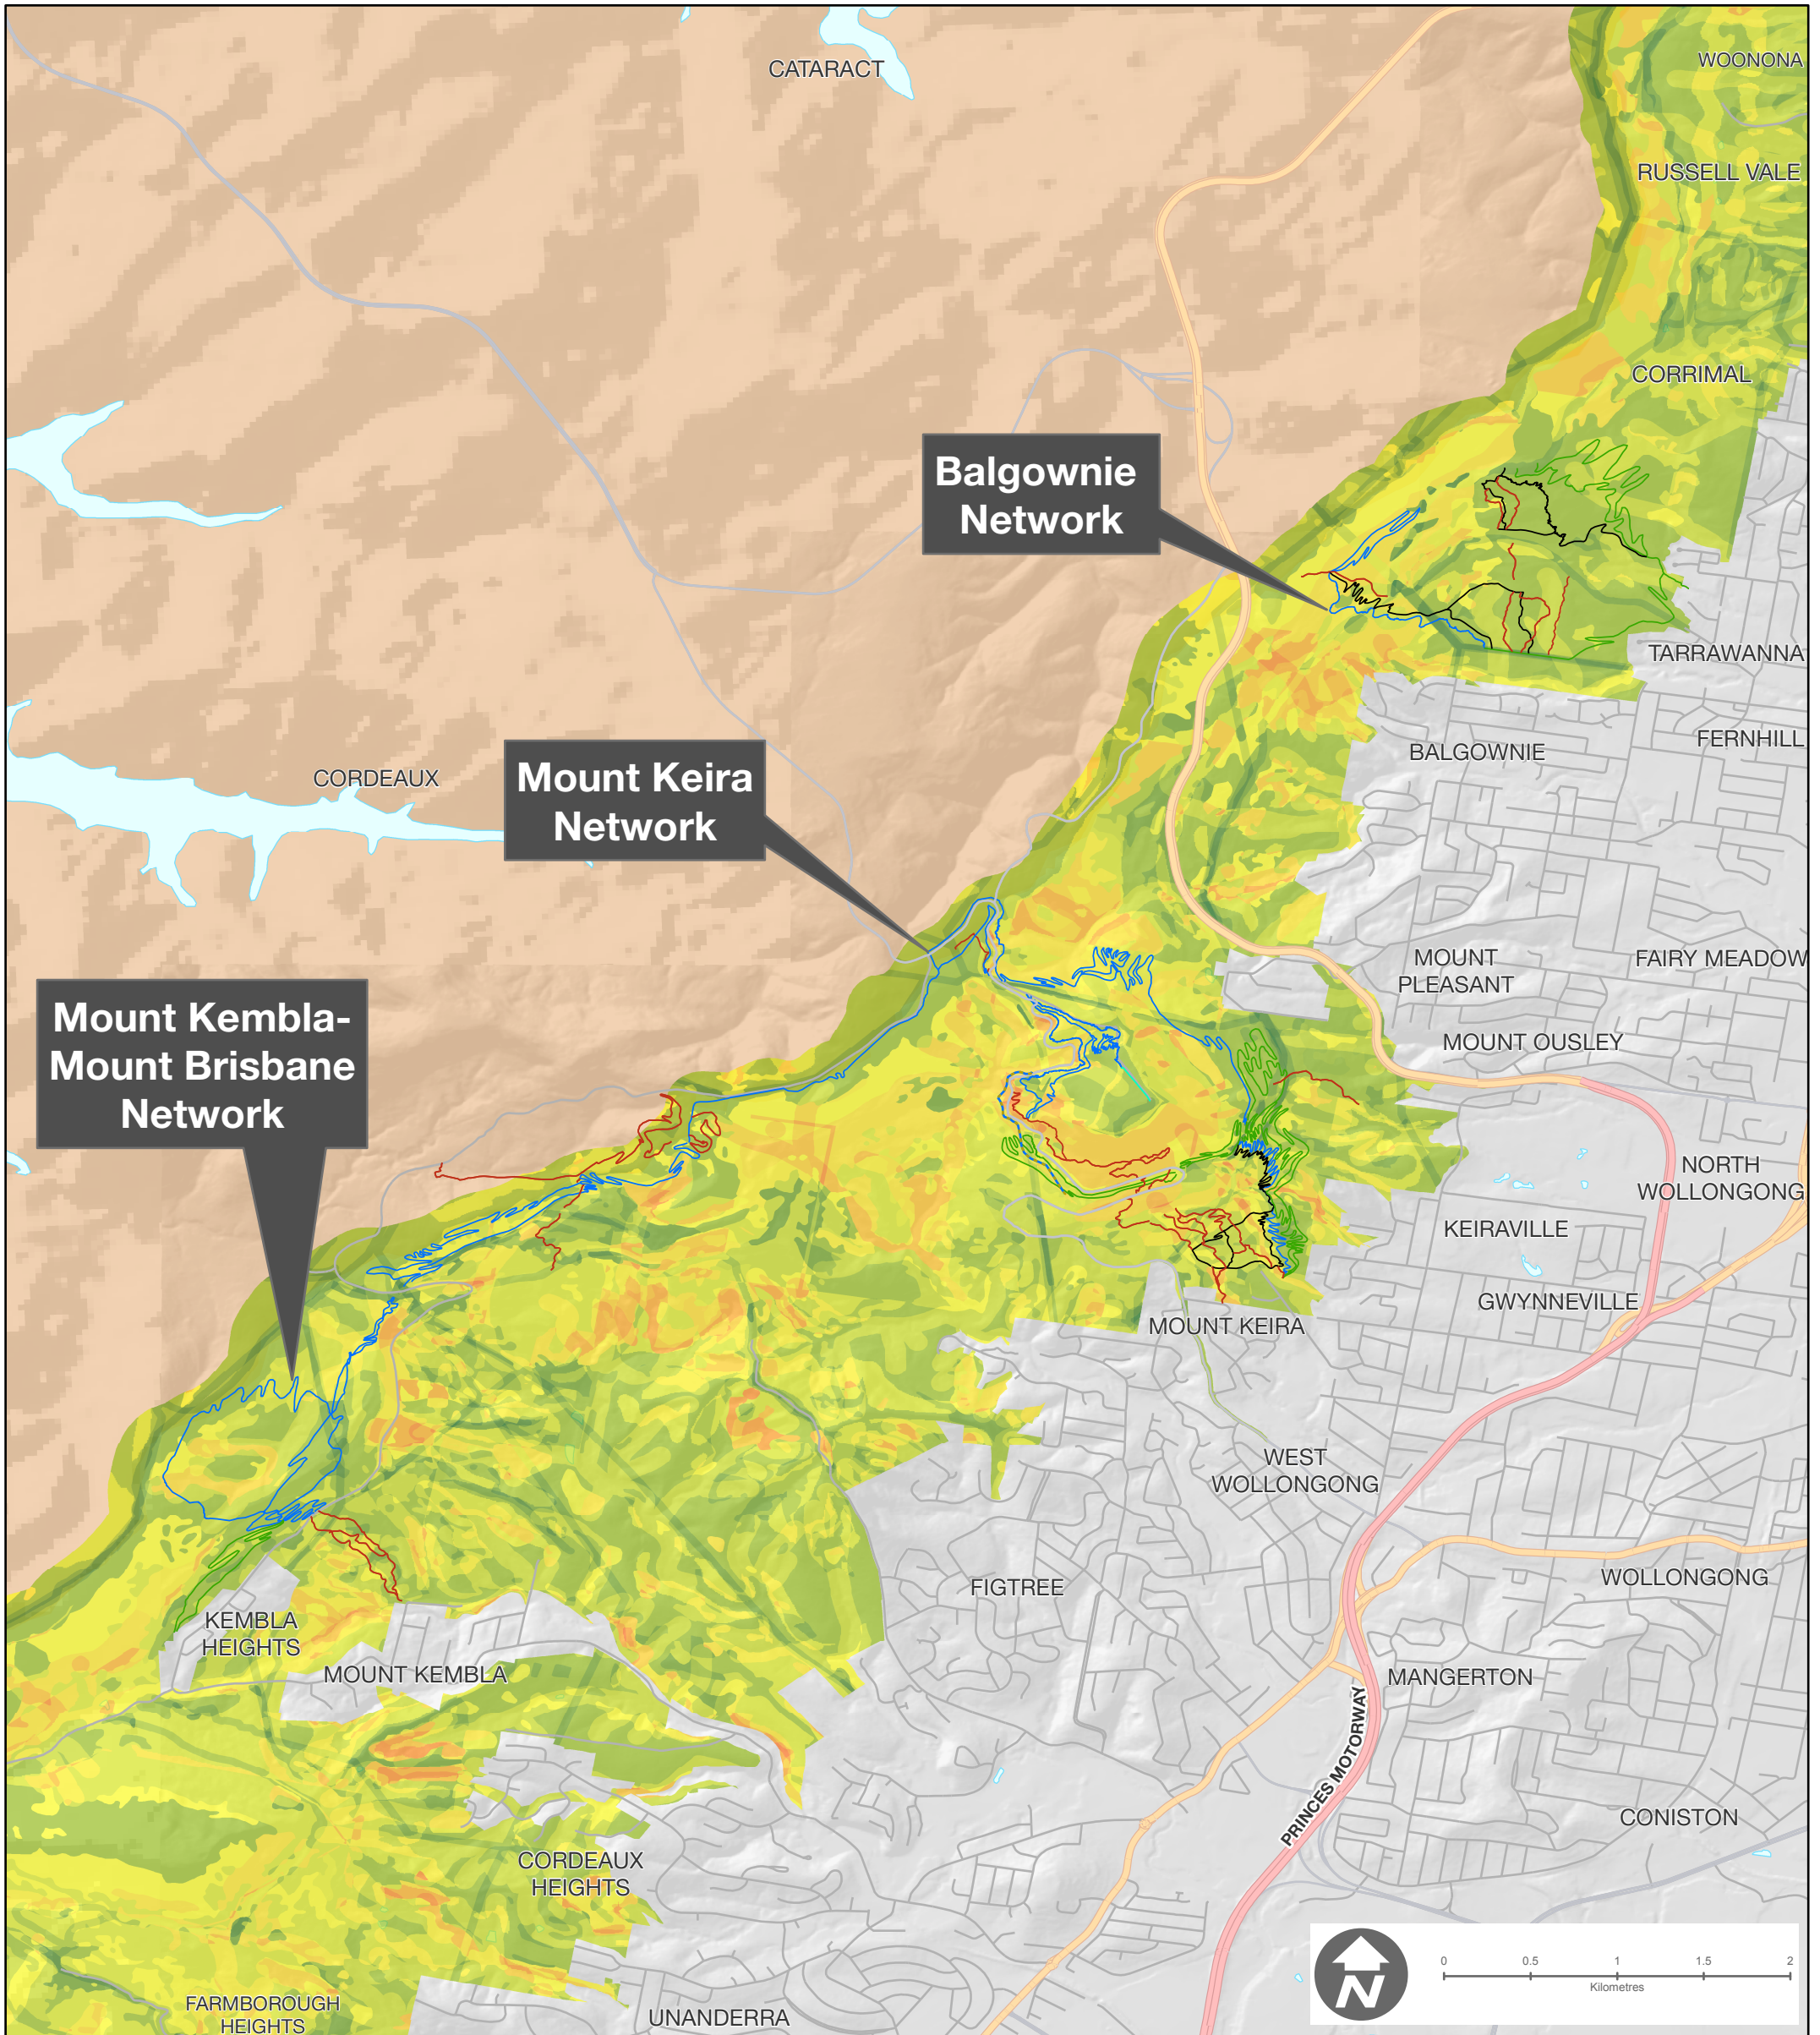 WOONONA
CATARACT
RUSSELL VALE
CORRIMAL
Balgownie
Network
TARRAWANNA
FERNHILL
BALGOWNIE
CORDEAUX
Mount Keira
Network
MOUNT
PLEASANT
FAIRY MEADOW
Mount Kembla-
Mount Brisbane
Network
MOUNT OUSLEY
NORTH
WOLLONGONG
KEIRAVILLE
GWYNNEVILLE
MOUNT KEIRA
WEST
WOLLONGONG
FIGTREE
WOLLONGONG
KEMBLA
HEIGHTS
MOUNT KEMBLA
MANGERTON
PRINCES MOTORWAY
CONISTON
CORDEAUX
HEIGHTS
FARMBOROUGH
HEIGHTS
UNANDERRA
N
0 0.5 1 1.5 2
Kilometres